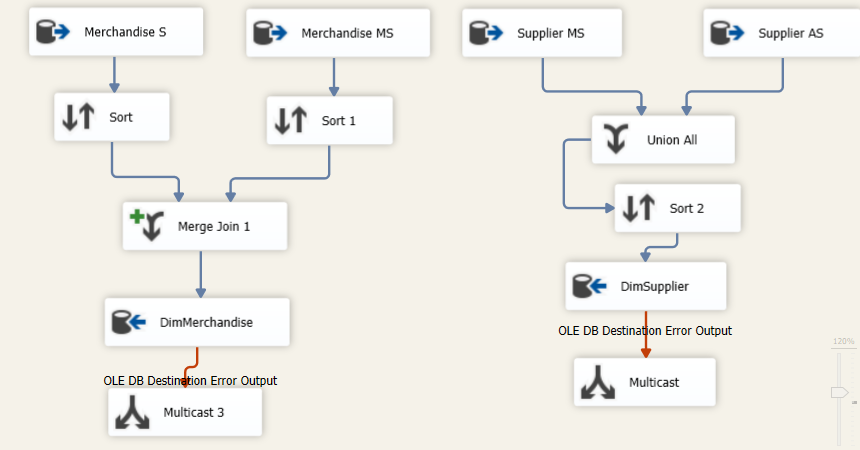 Merchandise S
Merchandise MS
Supplier MS
Supplier AS
Sort
Sort 1
Union All
Sort 2
Merge Join 1
DimSupplier
DimMerchandise
OLE DB Destination Error Output
120%
OLE DB Destination Error Output
Multicast
Multicast 3